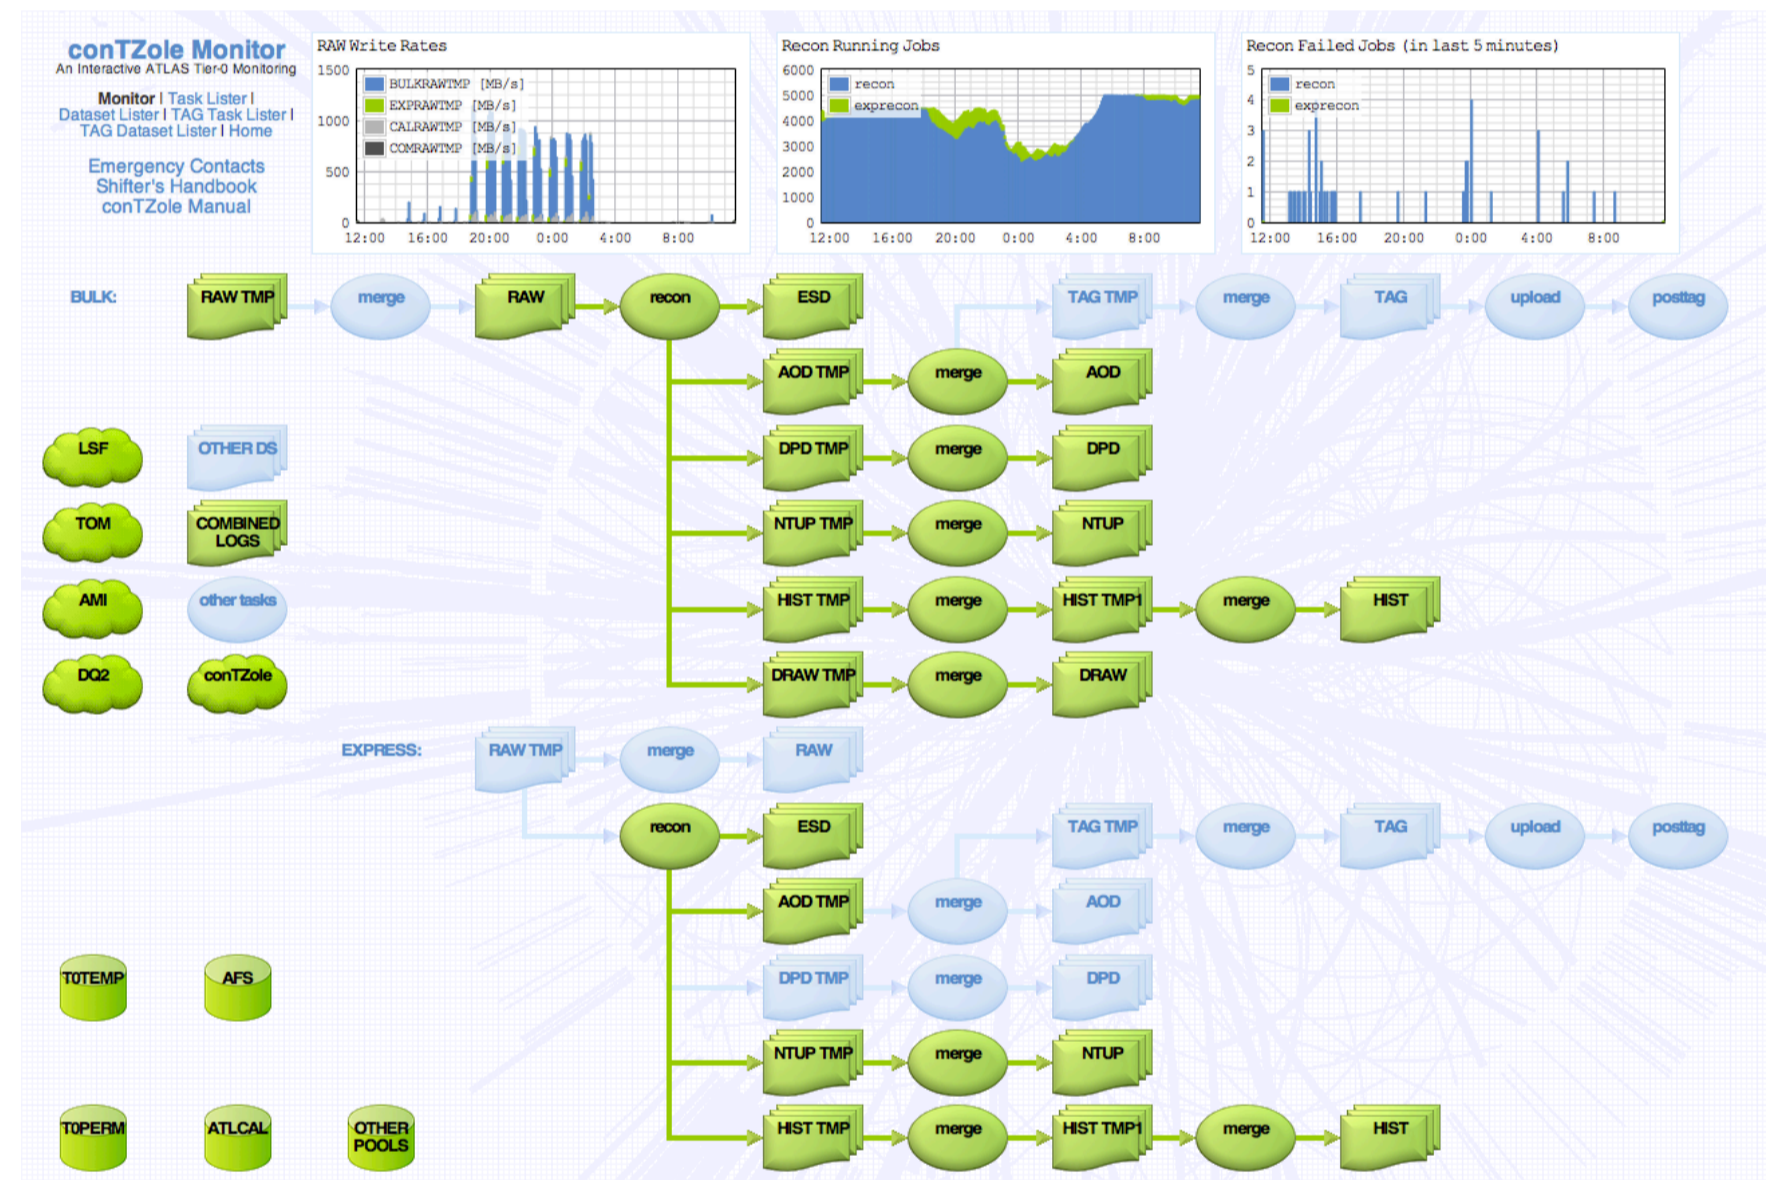 conTZole Monitor
An Interactive ATLAS Tier-0 Monitoring
Monitor | Task Lister |
Dataset Lister | TAG Task Lister |
TAG Dataset Lister | Home
Emergency Contacts
Shifter's Handbook
conTZole Manual
RAW Write Rates
1500
1000
500
0
BULKRAWTMP [MB/s]
EXPRAWTMP [MB/s]
CALRAWTMP [MB/s]
COMRAWTMP [MB/s]
12:00 16:00 20:00 0:00 4:00 8:00
Recon Running Jobs
6000
5000
4000
3000
2000
1000
0
recon
exprecon
12:00 16:00 20:00 0:00 4:00 8:00
Recon Failed Jobs (in last 5 minutes)
5
4
3
2
1
0
recon
exprecon
12:00 16:00 20:00 0:00 4:00 8:00
BULK: RAW TMP merge RAW recon ESD TAG TMP merge TAG upload posttag
AOD TMP merge AOD
LSF OTHER DS DPD TMP merge DPD
TOM COMBINED
LOGS NTUP TMP merge NTUP
AMI other tasks HIST TMP merge HIST TMP1 merge HIST
DQ2 conTZole DRAW TMP merge DRAW
EXPRESS: RAW TMP merge RAW
recon ESD TAG TMP merge TAG upload posttag
AOD TMP merge AOD
T0TEMP AFS DPD TMP merge DPD
NTUP TMP merge NTUP
T0PERM ATLCAL OTHER
POOLS HIST TMP merge HIST TMP1 merge HIST